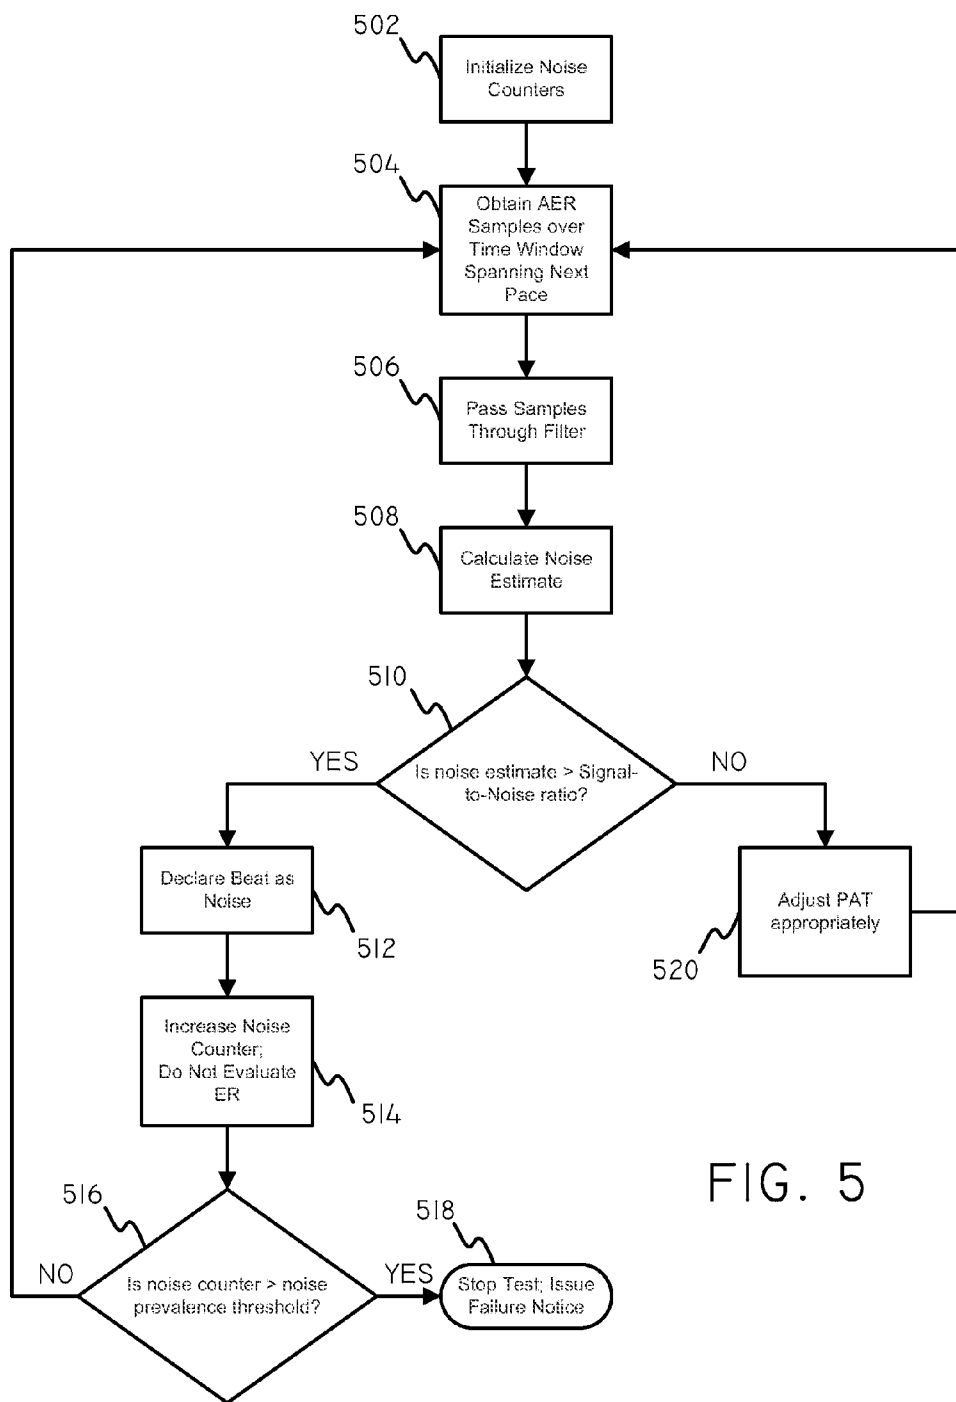 502
Initialize Noise
Counters
504
Obtain AER
Samples over
Time Window
Spanning Next
Pace
506
Pass Samples
Through Filter
508
Calculate Noise
Estimate
510
YES
Is noise estimate > Signal-
to-Noise ratio?
NO
Declare Beat as
Noise
512
Adjust PAT
appropriately
520
Increase Noise
Counter;
Do Not Evaluate
ER
514
516
NO
Is noise counter > noise
prevalence threshold?
YES
518
Stop Test; Issue
Failure Notice
FIG. 5